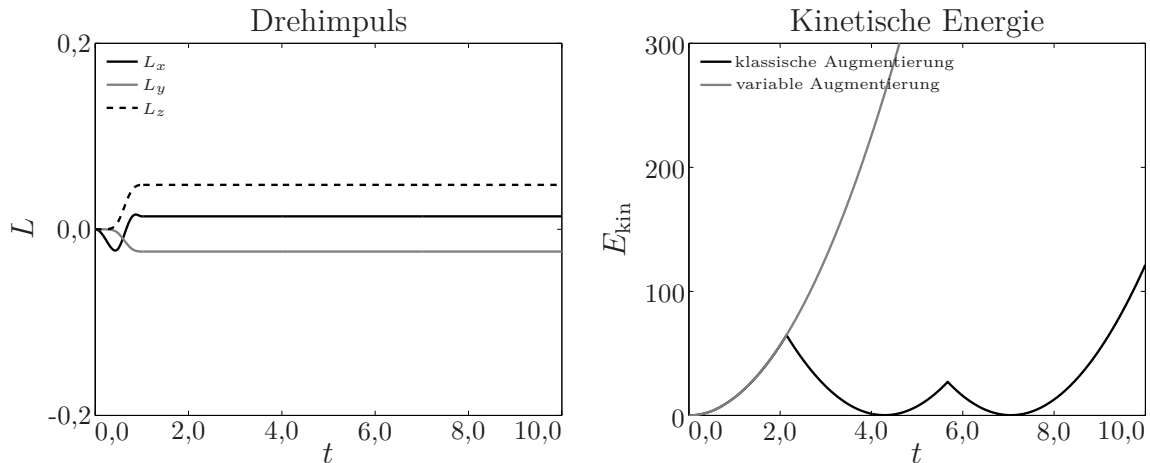 Drehimpuls
0,2
0,0
-0,2
L
L_x
L_y
L_z
0,0 2,0 4,0 6,0 8,0 10,0
t
Kinetische Energie
300
200
100
0
E_kin
klassische Augmentierung
variable Augmentierung
0,0 2,0 4,0 6,0 8,0 10,0
t